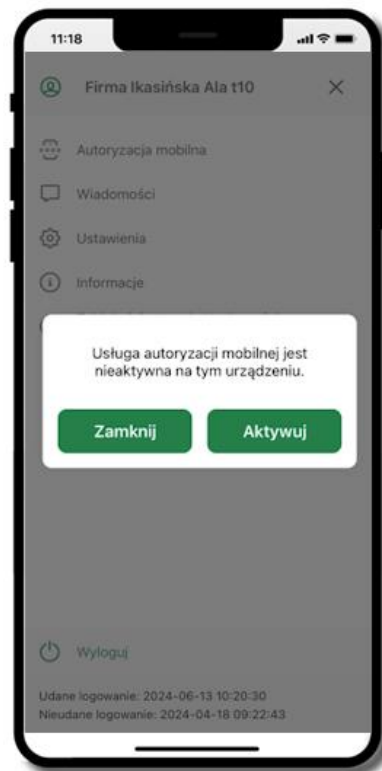 11:18
Firma Ikasińska Ala t10
Autoryzacja mobilna
Wiadomości
Ustawienia
Informacje
Usługa autoryzacji mobilnej jest
nieaktywna na tym urządzeniu.
Zamknij Aktywuj
Wyloguj
Udane logowanie: 2024-06-13 10:20:30
Nieudane logowanie: 2024-04-18 09:22:43